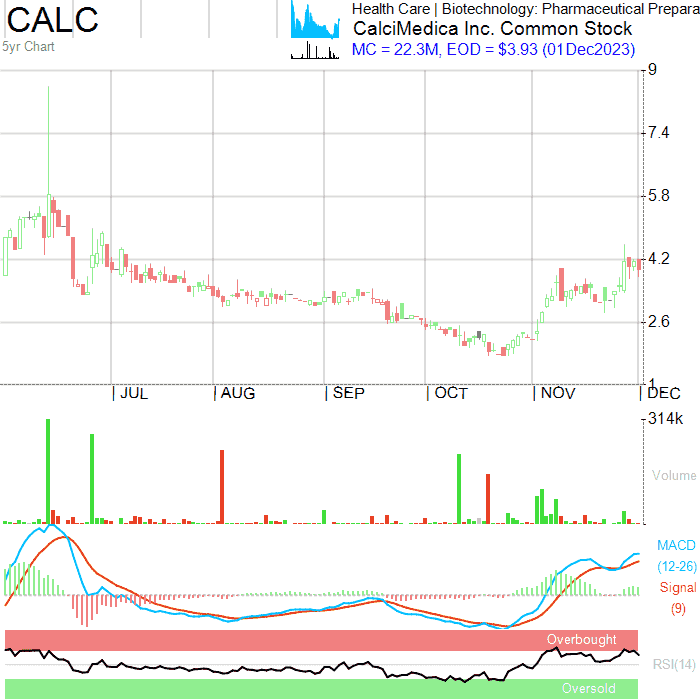 CALC
5yr Chart
Health Care | Biotechnology: Pharmaceutical Prepara
CalciMedica Inc. Common Stock
MC = 22.3M, EOD = $3.93 (01Dec2023)
9
7.4
5.8
4.2
2.6
1
JUL
AUG
SEP
OCT
NOV
DEC
314k
Volume
MACD
(12-26)
Signal
(9)
Overbought
RSI(14)
Oversold